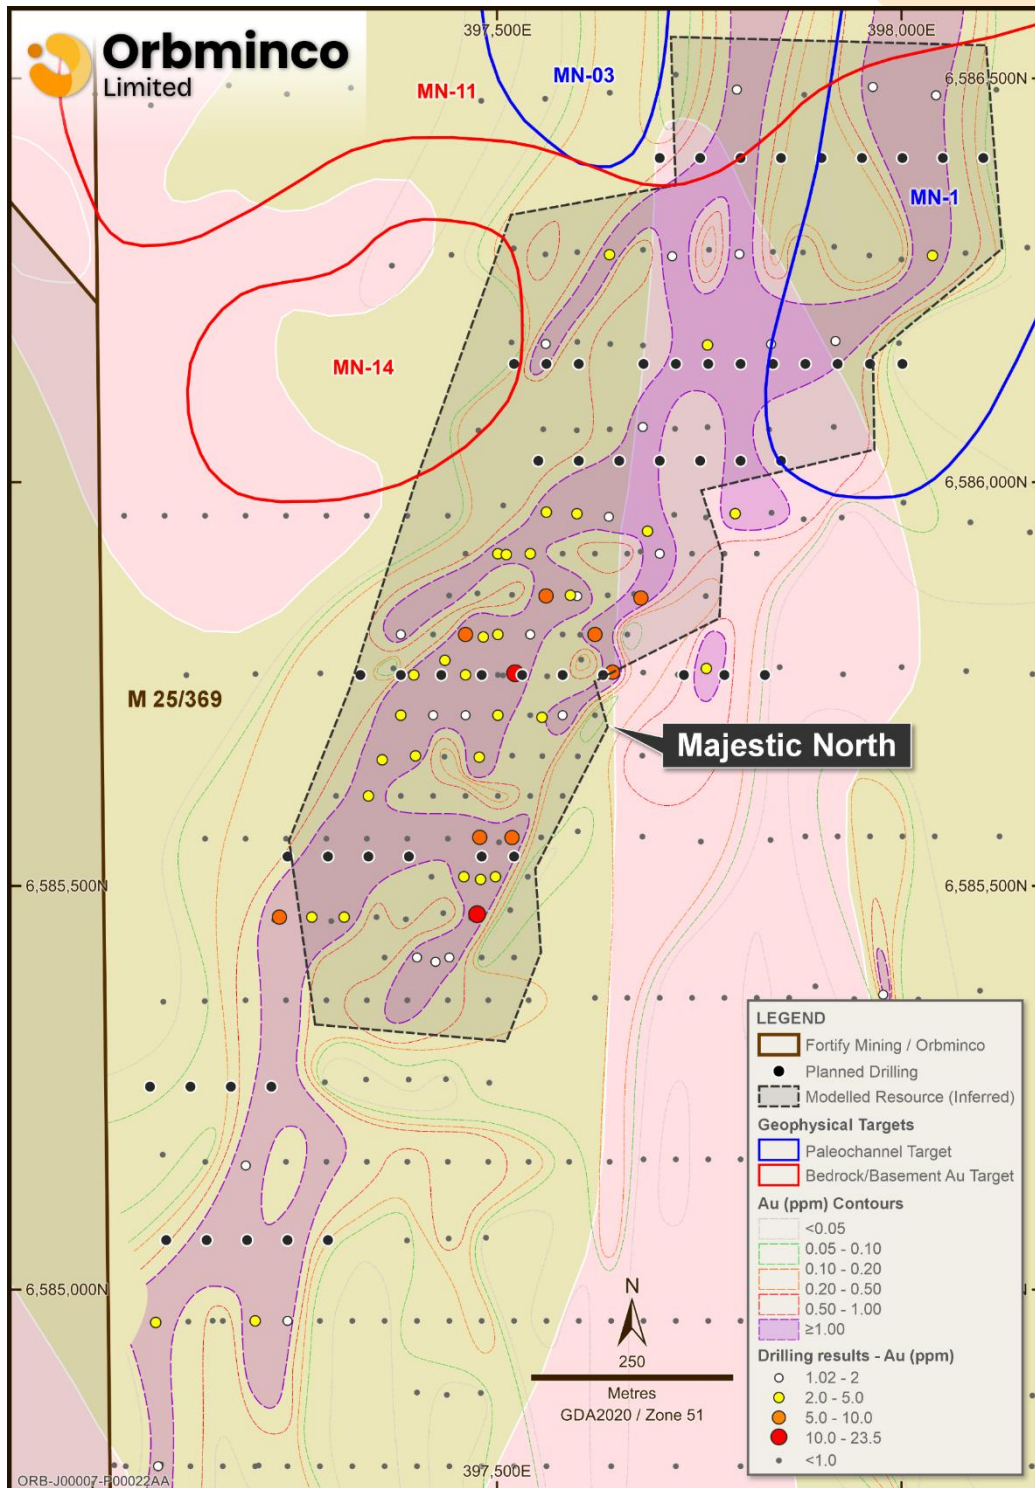 Orbminco
Limited
397,500E
398,000E
MN-03
MN-11
6,586,500N
MN-1
MN-14
6,586,000N
M 25/369
Majestic North
6,585,500N
6,585,500N
6,585,000N
N
250
Metres
GDA2020 / Zone 51
LEGEND
Fortify Mining / Orbminco
Planned Drilling
Modelled Resource (Inferred)
Geophysical Targets
Paleochannel Target
Bedrock/Basement Au Target
Au (ppm) Contours
<0.05
0.05 - 0.10
0.10 - 0.20
0.20 - 0.50
0.50 - 1.00
≥1.00
Drilling results - Au (ppm)
1.02 - 2
2.0 - 5.0
5.0 - 10.0
10.0 - 23.5
<1.0
397,500E
ORB-J00007-P00022AA